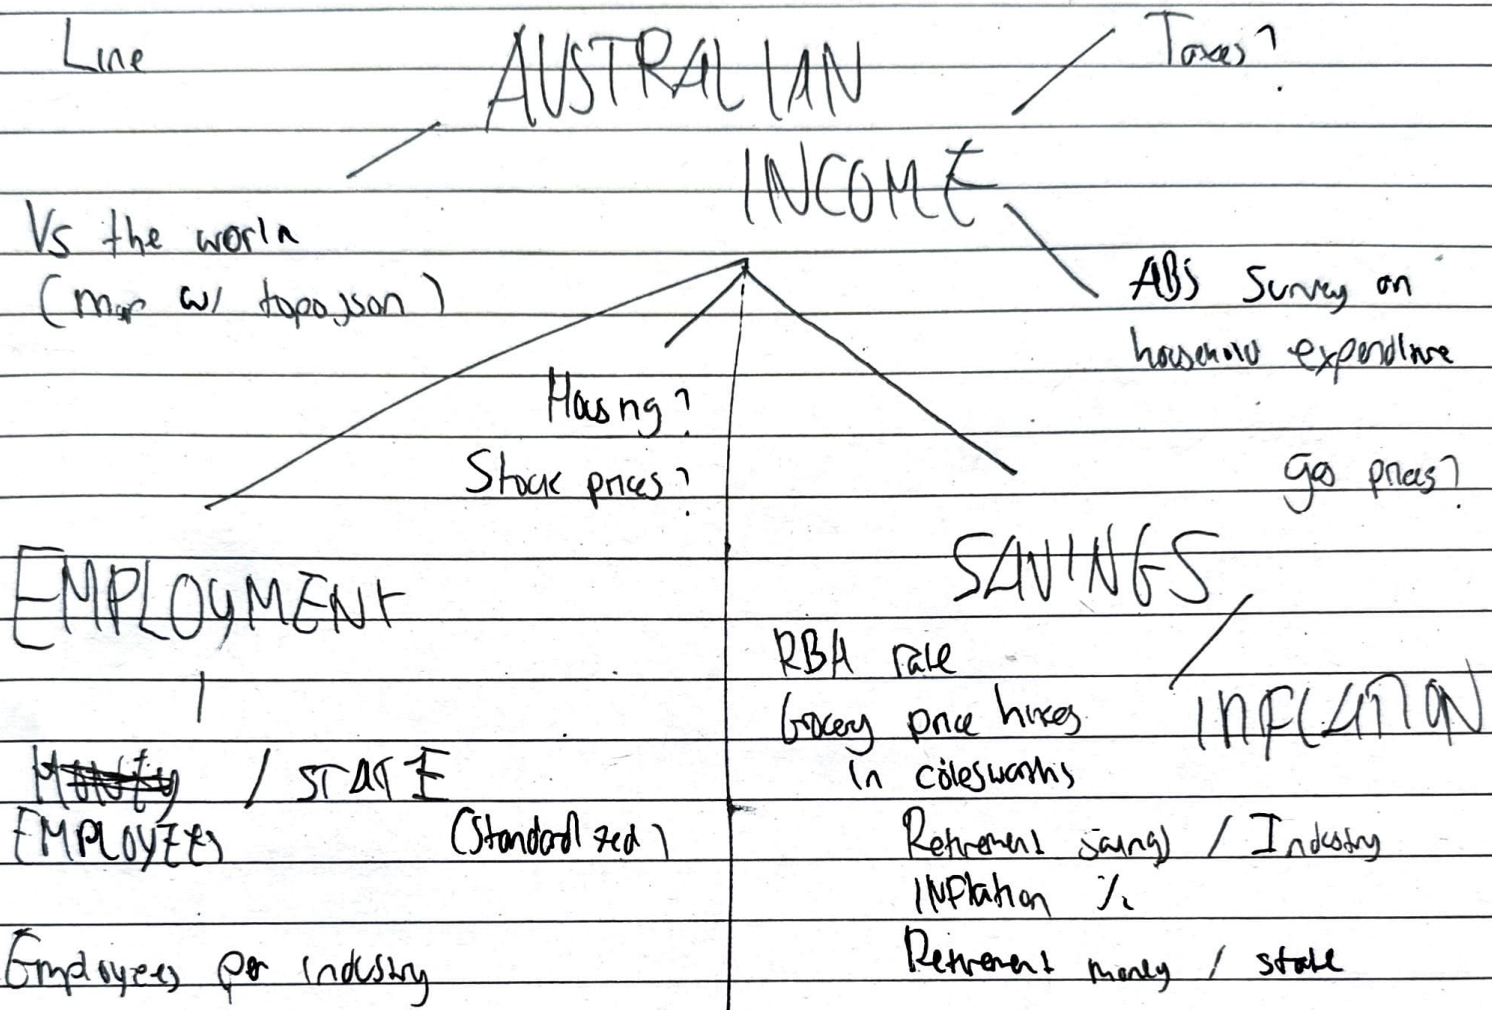 Line
Taxes?
AUSTRALIAN
INCOME
Vs the world
(Map w/ topojson)
ABS Survey on
household expenditure
Housing?
Stock prices?
Gas prices?
EMPLOYMENT
SAVINGS
RBA rate
INFLATION
Grocery price hikes
in colesworths
/ STATE
EMPLOYEES
(Standardized)
Retirement savings / Industry
Inflation %
Employees per industry
Retirement money / state